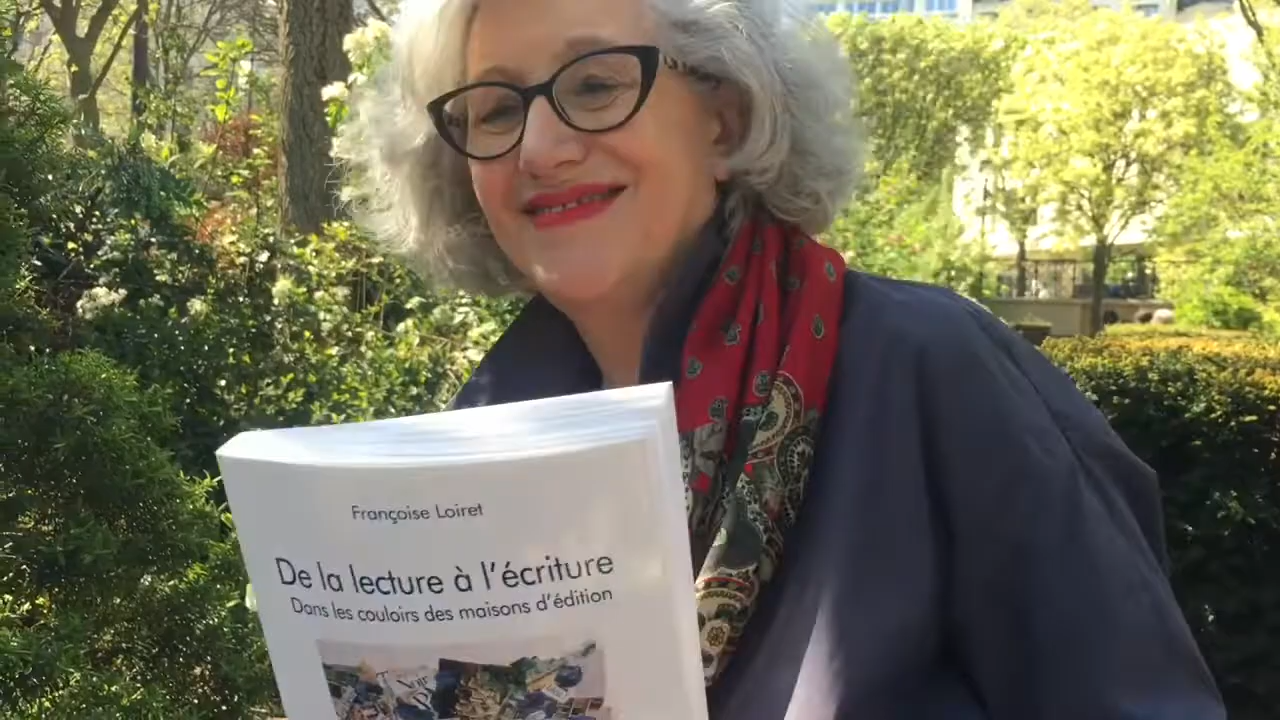 Françoise Loiret
De la lecture à l'écriture
Dans les couloirs des maisons d'édition